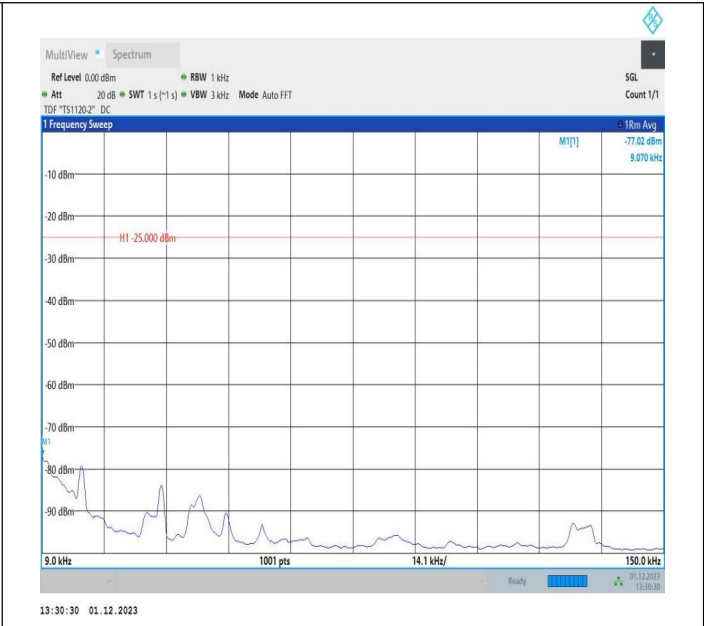 MultiView Spectrum
Ref Level 0.00 dBm RBW 1 kHz SGL
Att 20 dB SWT 1 s (~1 s) VBW 3 kHz Mode Auto FFT Count 1/1
TDF "TS1120-2" DC
1 Frequency Sweep 1Rm Avg
M1[1] -77.02 dBm
9.070 kHz
-10 dBm
-20 dBm
H1 -25.000 dBm
-30 dBm
-40 dBm
-50 dBm
-60 dBm
-70 dBm
M1
-80 dBm
-90 dBm
9.0 kHz 1001 pts 14.1 kHz/ 150.0 kHz
Ready 01.12.2023
13:30:30
13:30:30 01.12.2023